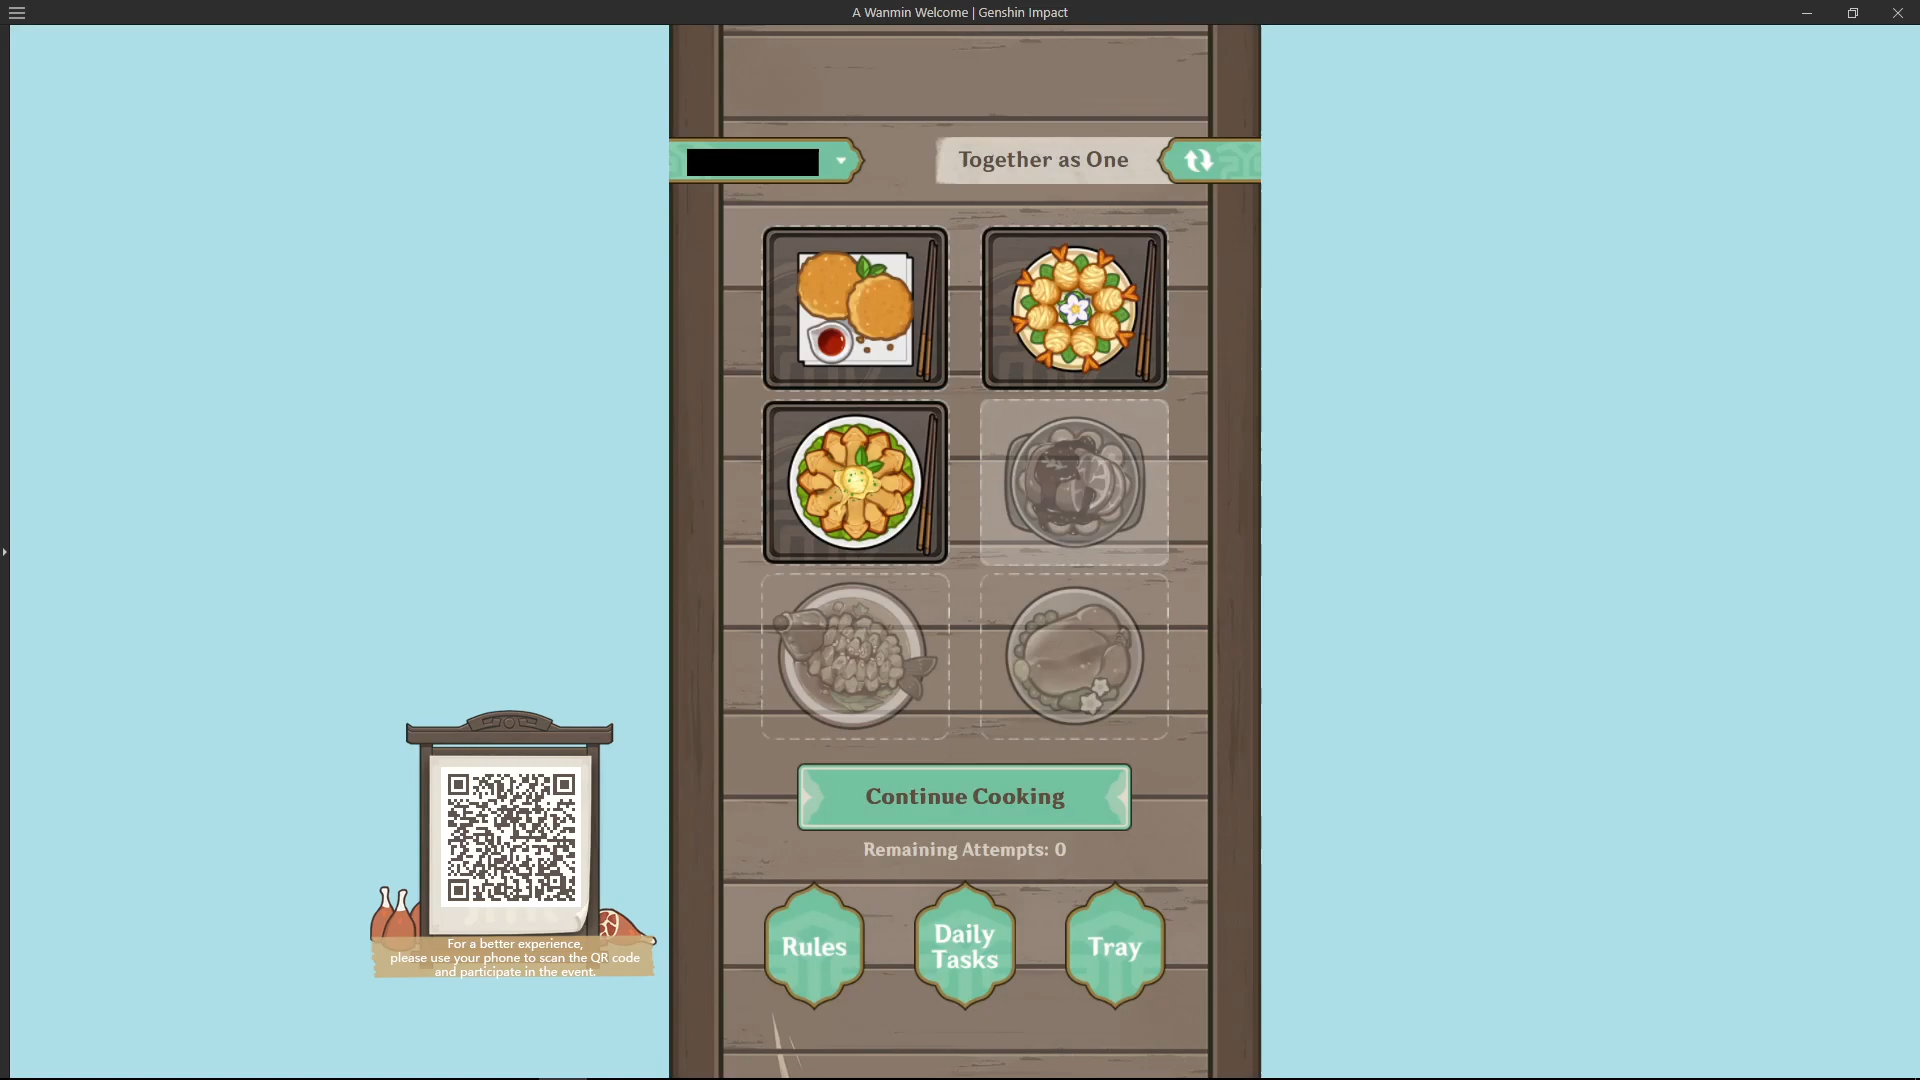 A Wanmin Welcome | Genshin Impact
Together as One
Continue Cooking
Remaining Attempts: 0
Rules
Daily
Tasks
Tray
For a better experience,
please use your phone to scan the QR code
and participate in the event.